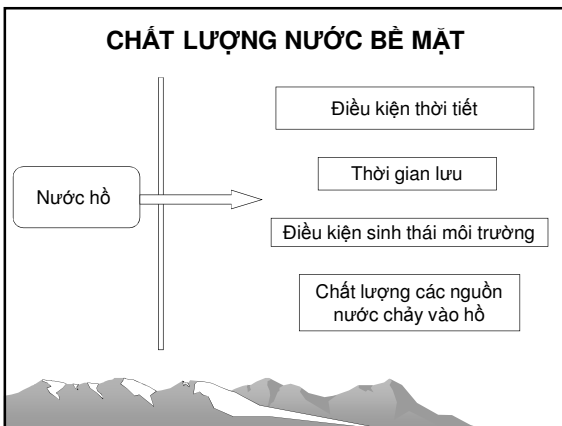 CHẤT LƯỢNG NƯỚC BỀ MẶT
Điều kiện thời tiết
Thời gian lưu
Nước hồ
Điều kiện sinh thái môi trường
Chất lượng các nguồn
nước chảy vào hồ